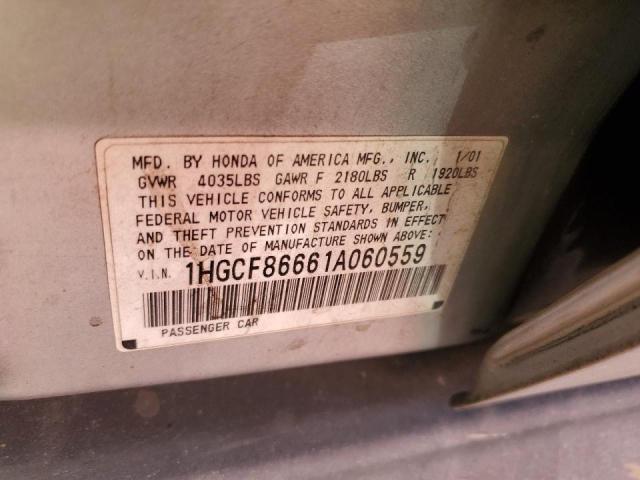 MFD. BY HONDA OF AMERICA MFG., INC. 1/01
GVWR 4035LBS GAWR F 2180LBS R 1920LBS
THIS VEHICLE CONFORMS TO ALL APPLICABLE
FEDERAL MOTOR VEHICLE SAFETY, BUMPER,
AND THEFT PREVENTION STANDARDS IN EFFECT
ON THE DATE OF MANUFACTURE SHOWN ABOVE.
V.I.N. 1HGCF86661A060559
PASSENGER CAR